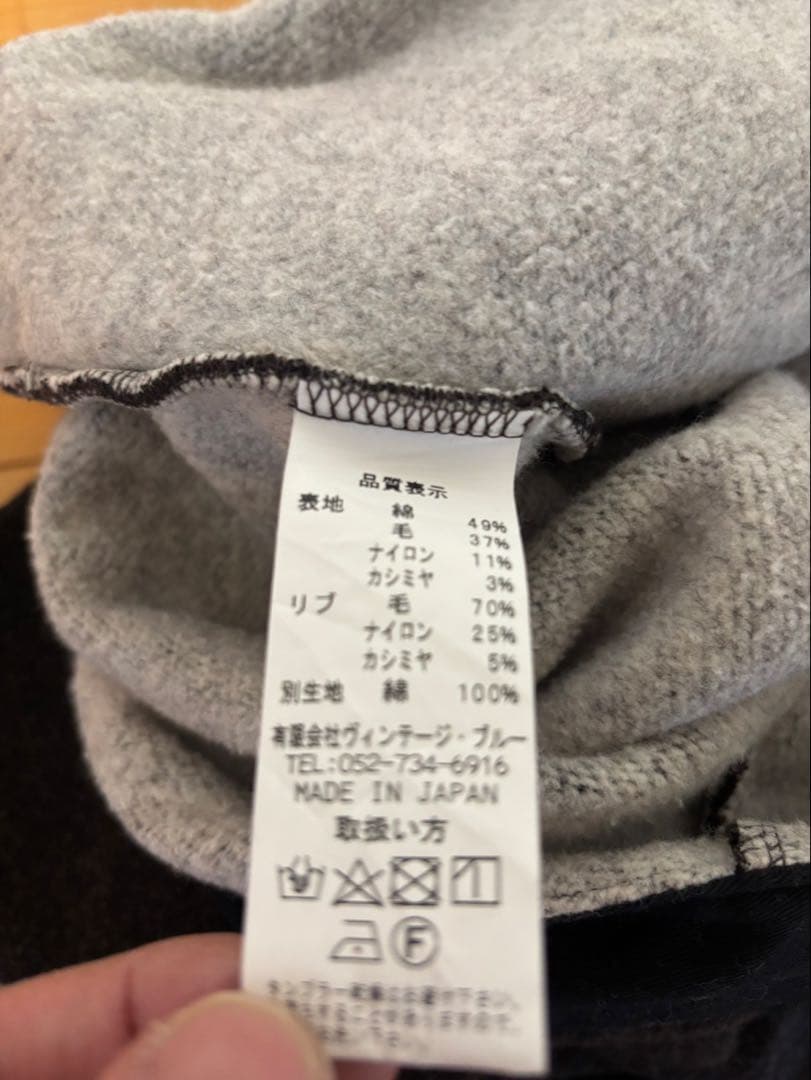 品質表示
表地 綿 49%
毛 37%
ナイロン 11%
カシミヤ 3%
リブ 毛 70%
ナイロン 25%
カシミヤ 5%
別生地 綿 100%
有限会社ヴィンテージ・ブルー
TEL:052-734-6916
MADE IN JAPAN
取扱い方
F